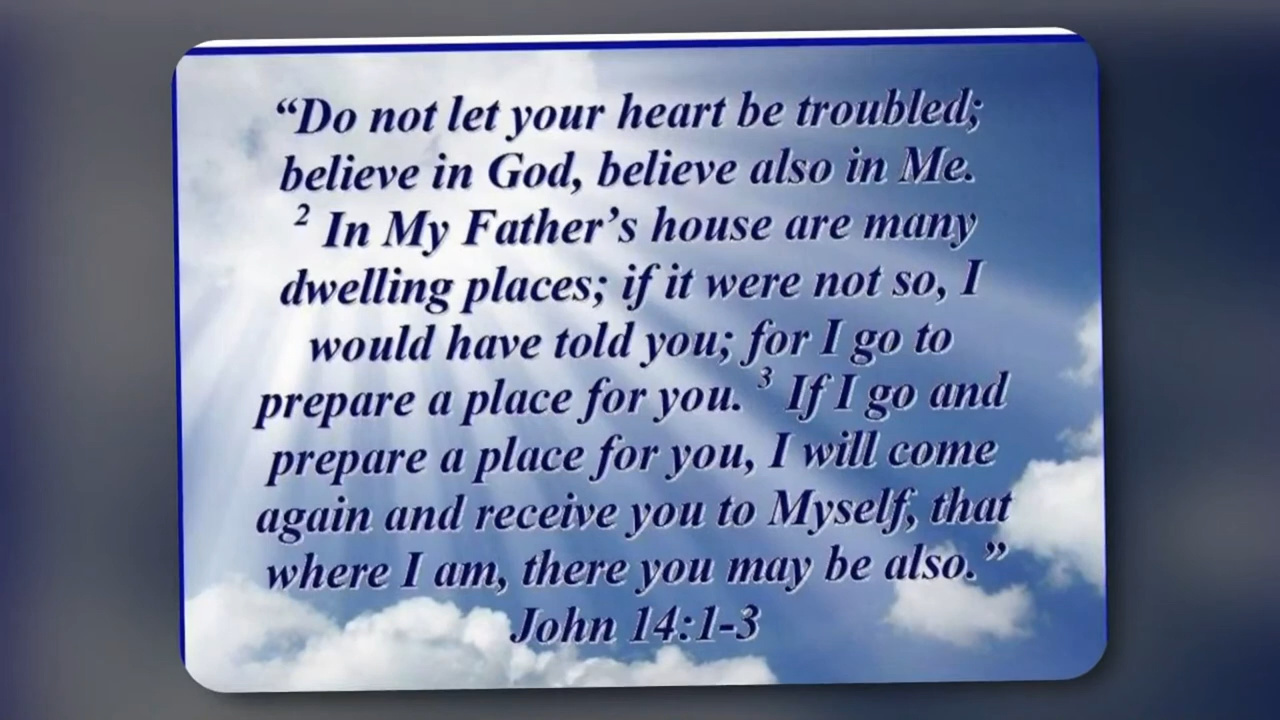 “Do not let your heart be troubled;
believe in God, believe also in Me.
² In My Father’s house are many
dwelling places; if it were not so, I
would have told you; for I go to
prepare a place for you. ³ If I go and
prepare a place for you, I will come
again and receive you to Myself, that
where I am, there you may be also.”
John 14:1-3